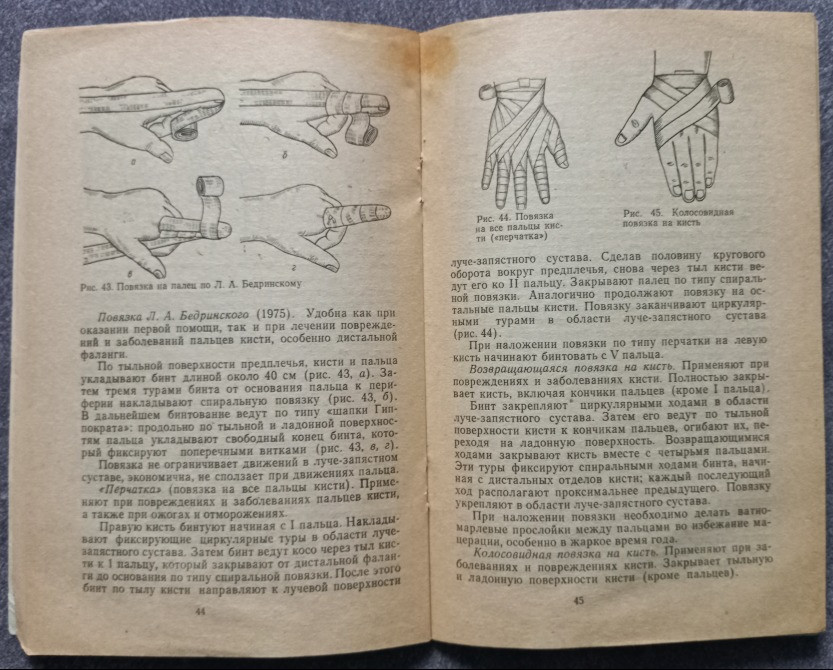 а
б
в
г
Рис. 43. Повязка на палец по Л. А. Бедринскому
Повязка Л. А. Бедринского (1975). Удобна как при
оказании первой помощи, так и при лечении поврежде-
ний и заболеваний пальцев кисти, особенно дистальной
фаланги.
По тыльной поверхности предплечья, кисти и пальца
укладывают бинт длиной около 40 см (рис. 43, а). За-
тем тремя турами бинта от основания пальца к пери-
ферии накладывают спиральную повязку (рис. 43, б).
В дальнейшем бинтование ведут по типу «шапки Гип-
пократа»: продольно по тыльной и ладонной поверхнос-
тям пальца укладывают свободный конец бинта, кото-
рый фиксируют поперечными витками (рис. 43, в, г).
Повязка не ограничивает движений в луче-запястном
суставе, экономична, не сползает при движениях пальца.
«Перчатка» (повязка на все пальцы кисти). Приме-
няют при повреждениях и заболеваниях пальцев кисти,
а также при ожогах и отморожениях.
Правую кисть бинтуют начиная с I пальца. Наклады-
вают фиксирующие циркулярные туры в области луче-
запястного сустава. Затем бинт ведут косо через тыл кис-
ти к I пальцу, который закрывают от дистальной фалан-
ги до основания по типу спиральной повязки. После этого
бинт по тылу кисти направляют к лучевой поверхности
44
Рис. 44. Повязка
на все пальцы кис-
ти («перчатка»)
Рис. 45. Колосовидная
повязка на кисть
луче-запястного сустава. Сделав половину кругового
оборота вокруг предплечья, снова через тыл кисти ве-
дут его ко II пальцу. Закрывают палец по типу спираль-
ной повязки. Аналогично продолжают повязку на ос-
тальные пальцы кисти. Повязку заканчивают циркуляр-
ными турами в области луче-запястного сустава
(рис. 44).
При наложении повязки по типу перчатки на левую
кисть начинают бинтовать с V пальца.
Возвращающаяся повязка на кисть. Применяют при
повреждениях и заболеваниях кисти. Полностью закры-
вает кисть, включая кончики пальцев (кроме I пальца).
Бинт закрепляют циркулярными ходами в области
луче-запястного сустава. Затем его ведут по тыльной
поверхности кисти к кончикам пальцев, огибают их, пе-
реходя на ладонную поверхность. Возвращающимися
ходами закрывают кисть вместе с четырьмя пальцами.
Эти туры фиксируют спиральными ходами бинта, начи-
ная с дистальных отделов кисти; каждый последующий
ход располагают проксимальнее предыдущего. Повязку
укрепляют в области луче-запястного сустава.
При наложении повязки необходимо делать ватно-
марлевые прослойки между пальцами во избежание ма-
церации, особенно в жаркое время года.
Колосовидная повязка на кисть. Применяют при за-
болеваниях и повреждениях кисти. Закрывает тыльную
и ладонную поверхности кисти (кроме пальцев).
45